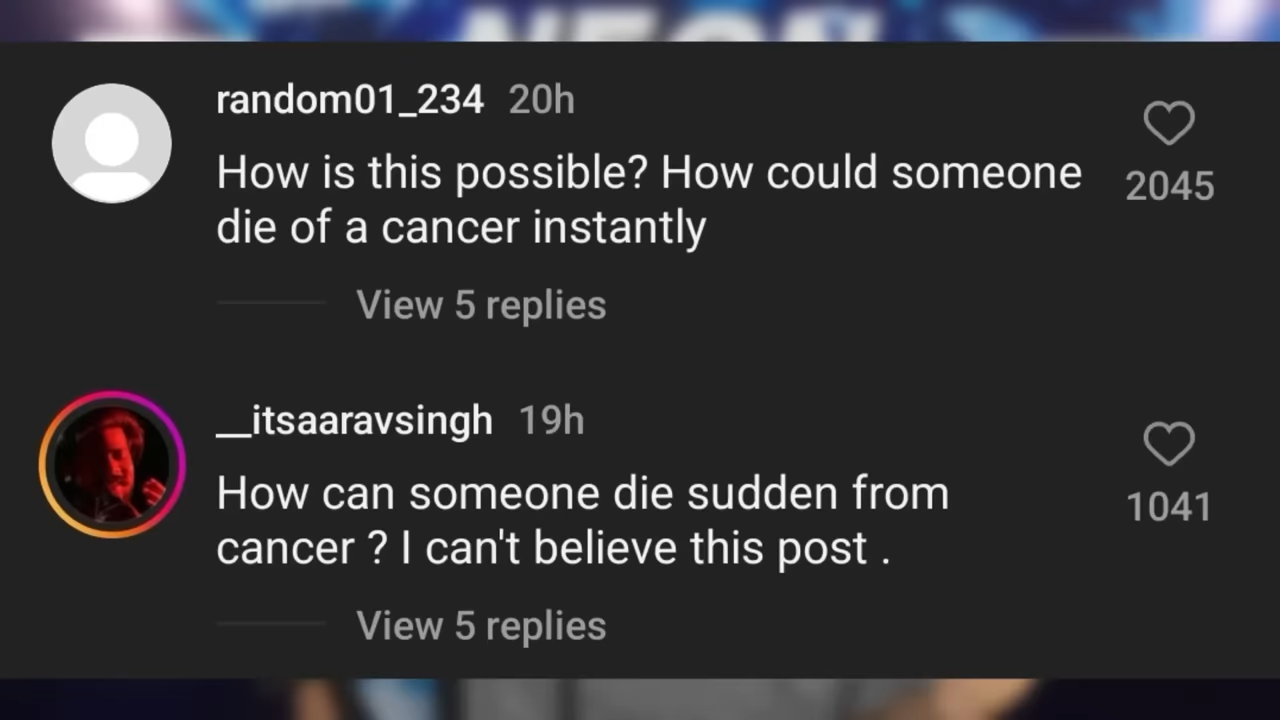 random01_234 20h
How is this possible? How could someone
die of a cancer instantly
2045
View 5 replies
__itsaaravsingh 19h
How can someone die sudden from
cancer ? I can't believe this post .
1041
View 5 replies